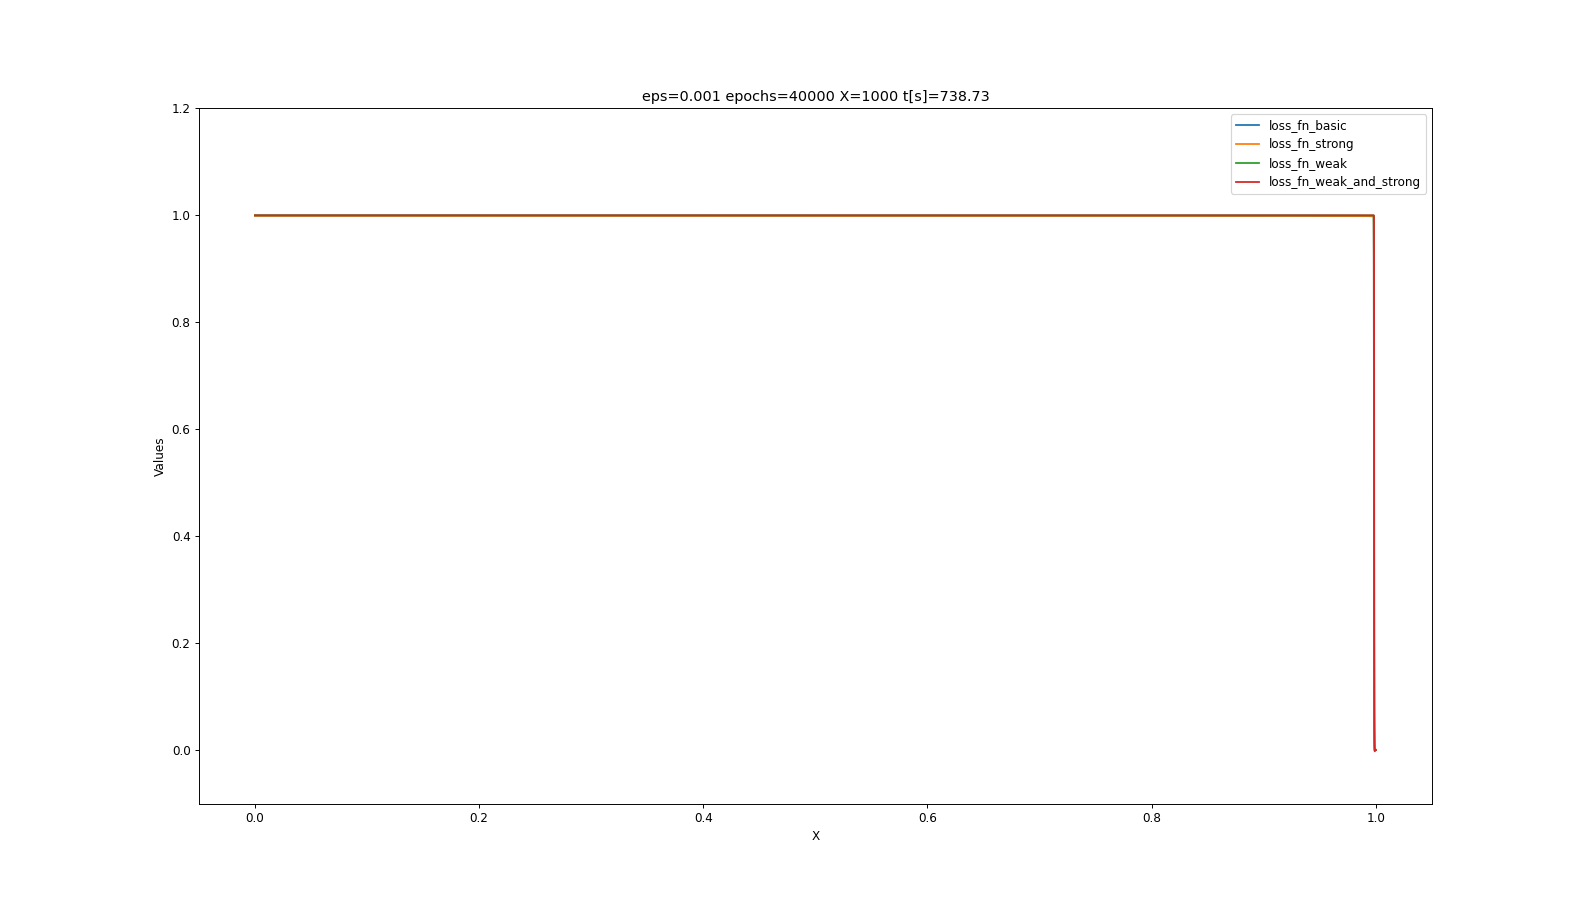 eps=0.001 epochs=40000 X=1000 t[s]=738.73
1.2
1.0
0.8
0.6
0.4
0.2
0.0
Values
loss_fn_basic
loss_fn_strong
loss_fn_weak
loss_fn_weak_and_strong
0.0 0.2 0.4 0.6 0.8 1.0
X